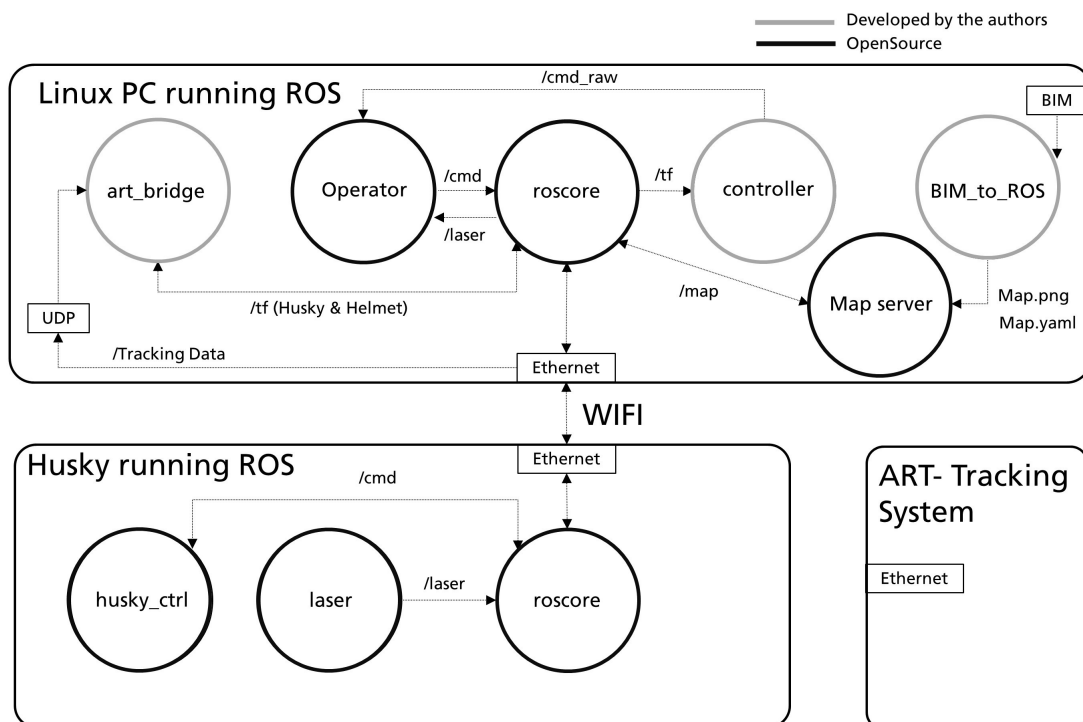 Developed by the authors
OpenSource
Linux PC running ROS
/cmd_raw
BIM
art_bridge
Operator
/cmd
/laser
roscore
/tf
controller
BIM_to_ROS
/map
Map server
Map.png
Map.yaml
/tf (Husky & Helmet)
UDP
/Tracking Data
Ethernet
WIFI
Husky running ROS
Ethernet
/cmd
husky_ctrl
laser
/laser
roscore
ART- Tracking
System
Ethernet